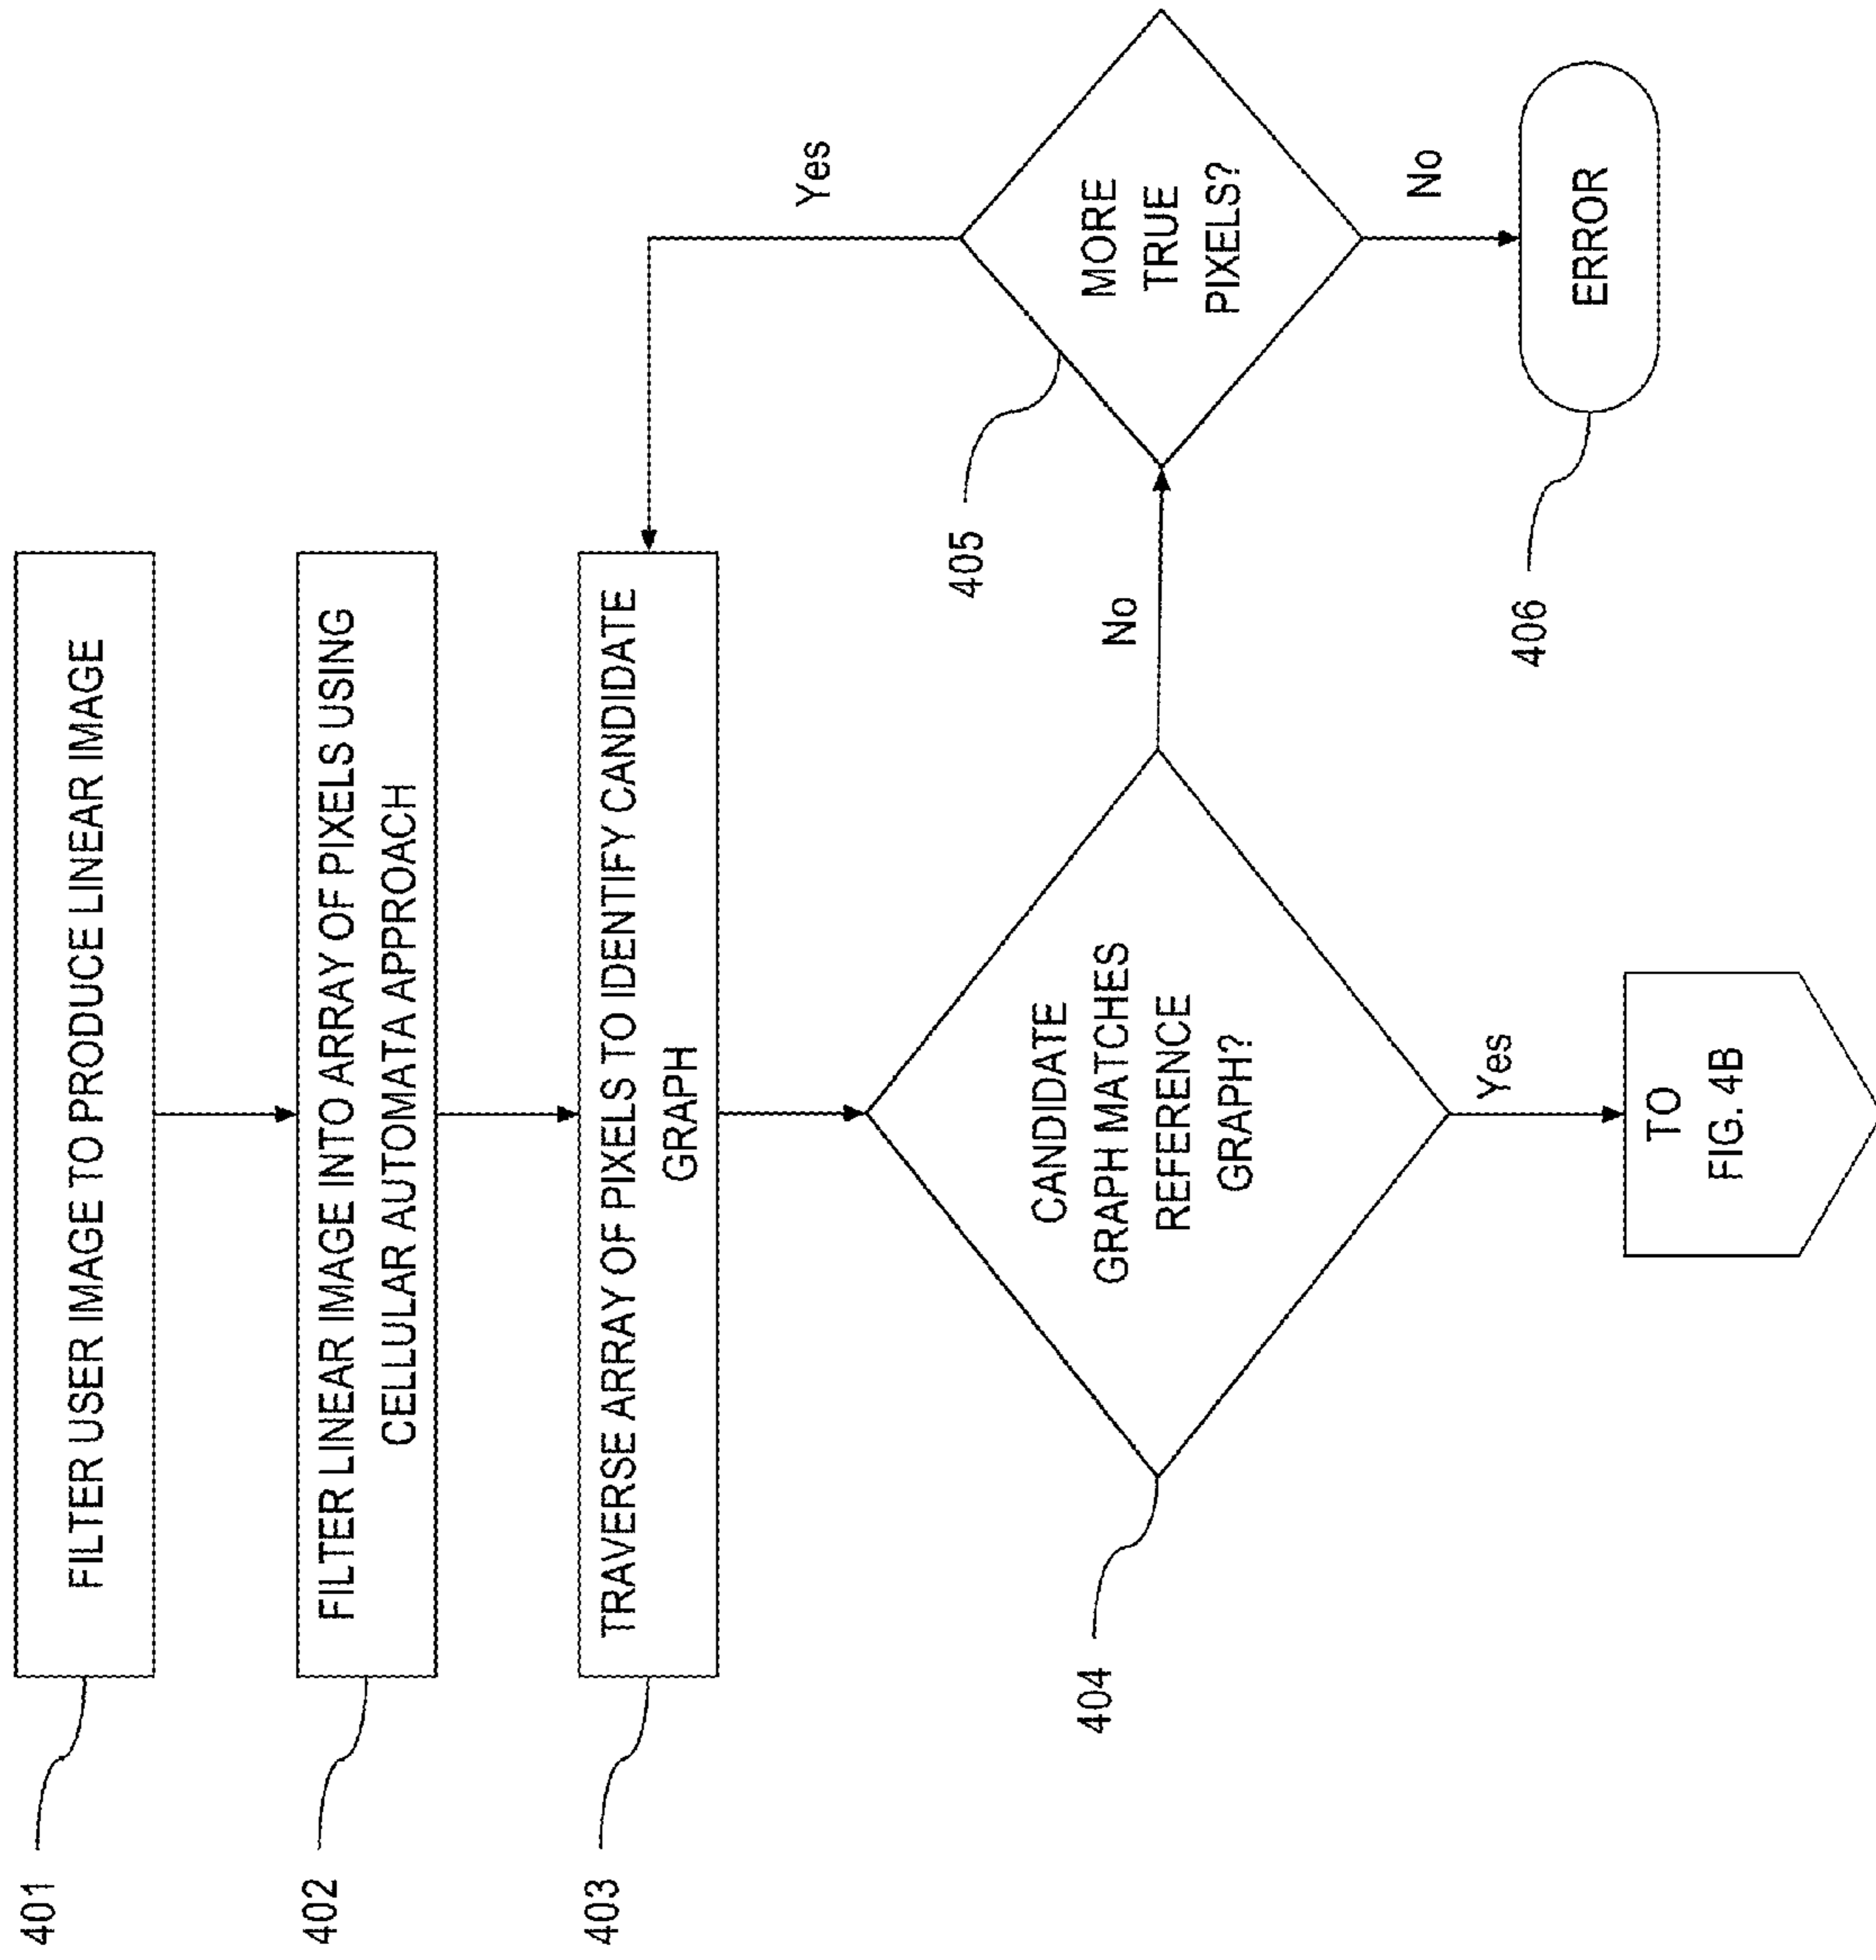 401
FILTER USER IMAGE TO PRODUCE LINEAR IMAGE
402
FILTER LINEAR IMAGE INTO ARRAY OF PIXELS USING
CELLULAR AUTOMATA APPROACH
403
TRAVERSE ARRAY OF PIXELS TO IDENTIFY CANDIDATE
GRAPH
404
CANDIDATE
GRAPH MATCHES
REFERENCE
GRAPH?
No
Yes
TO
FIG. 4B
405
MORE
TRUE
PIXELS?
Yes
No
406
ERROR